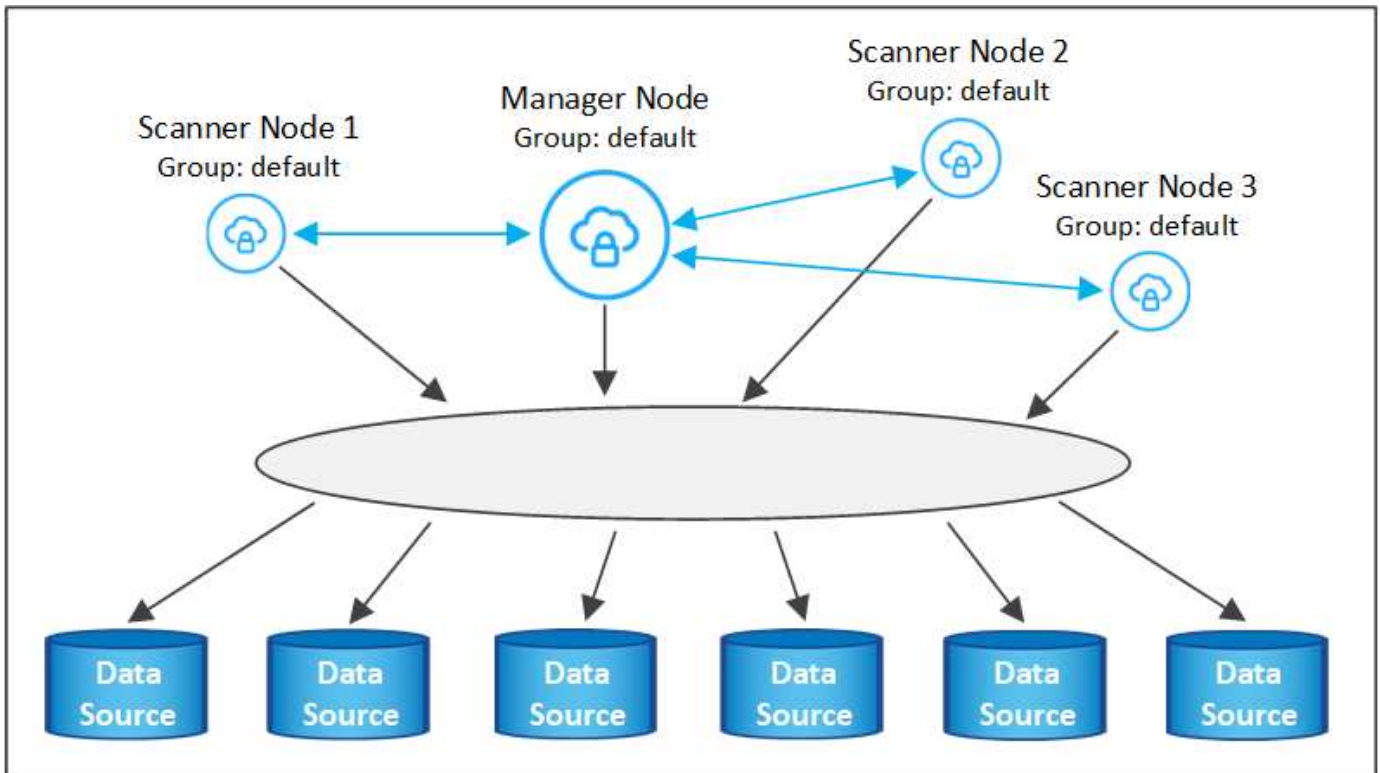 Scanner Node 1
Group: default
Manager Node
Group: default
Scanner Node 2
Group: default
Scanner Node 3
Group: default
Data
Source
Data
Source
Data
Source
Data
Source
Data
Source
Data
Source